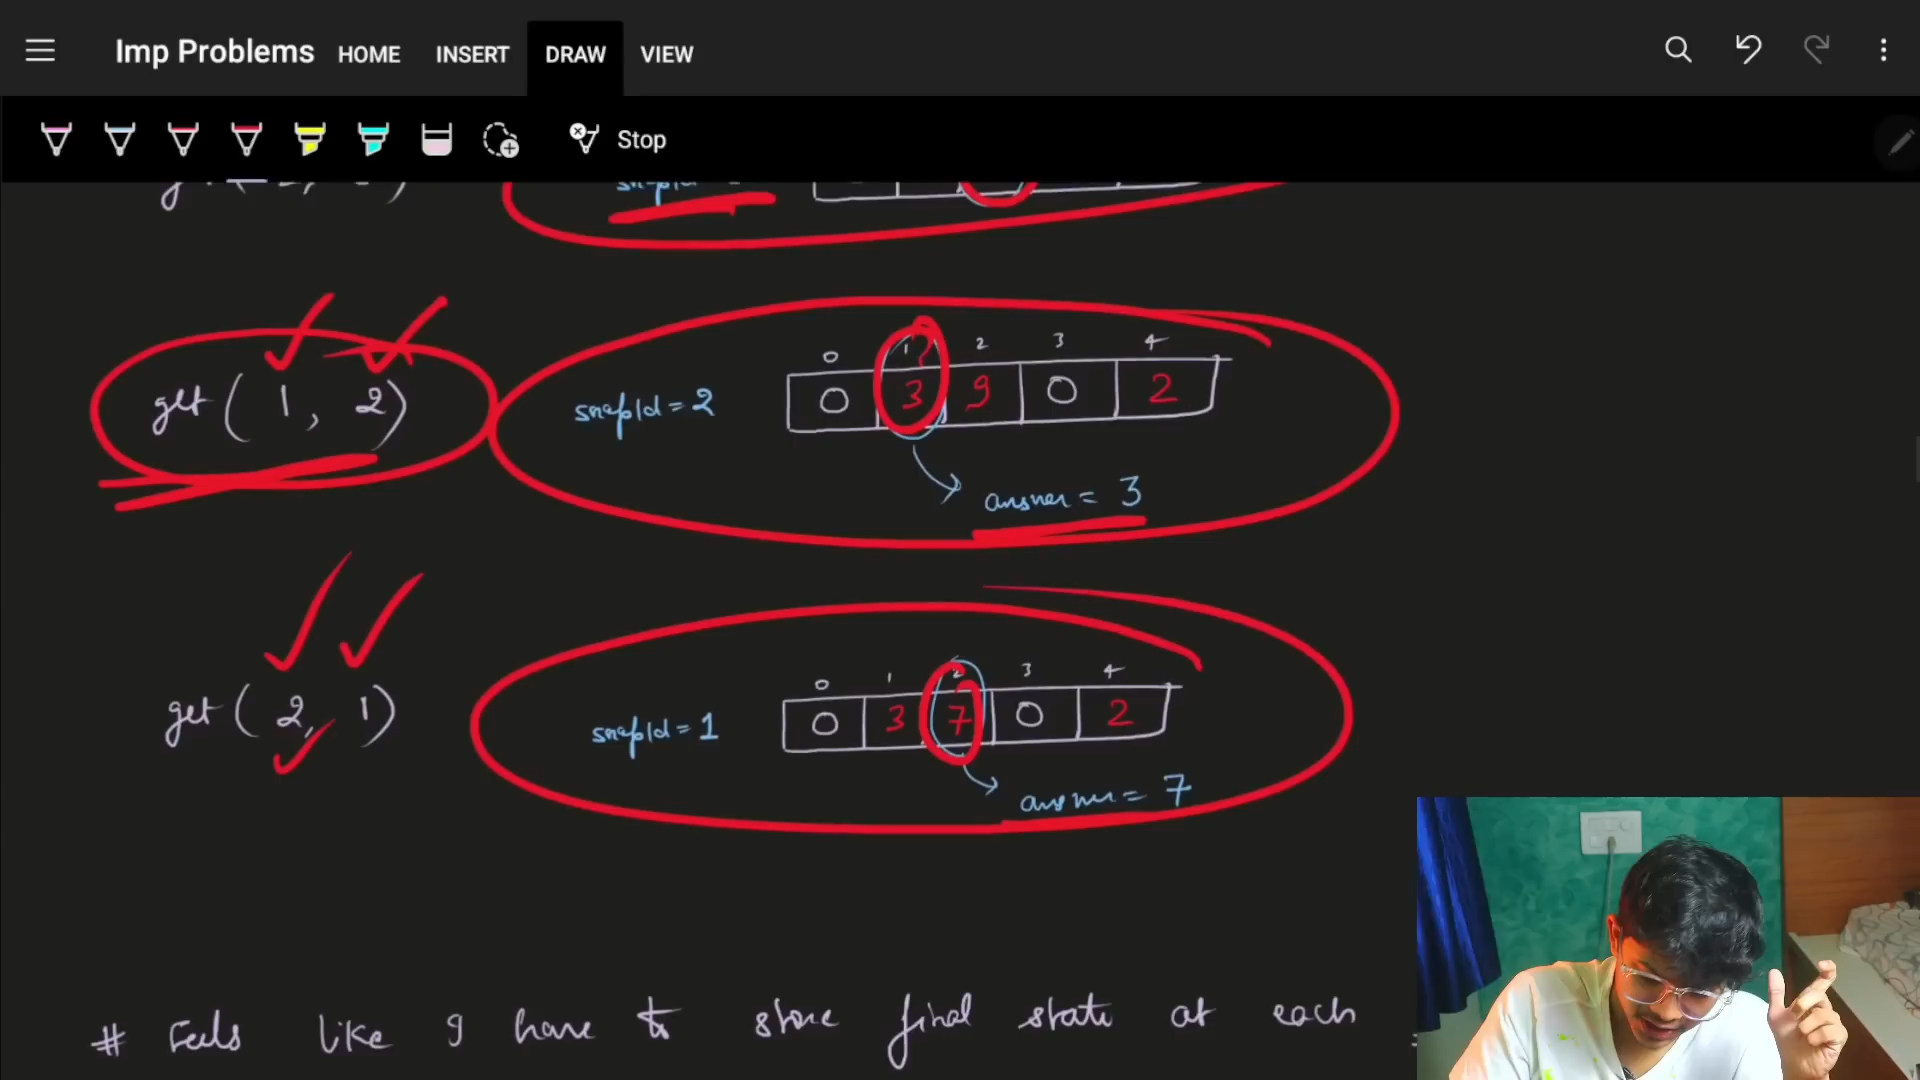 Imp Problems HOME INSERT DRAW VIEW
Stop
0 1 2 3 4
get ( 1, 2) snapId = 2 0 3 9 0 2
answer = 3
0 1 2 3 4
get ( 2, 1) snapId = 1 0 3 7 0 2
answer = 7
# Feels like I have to store final state at each